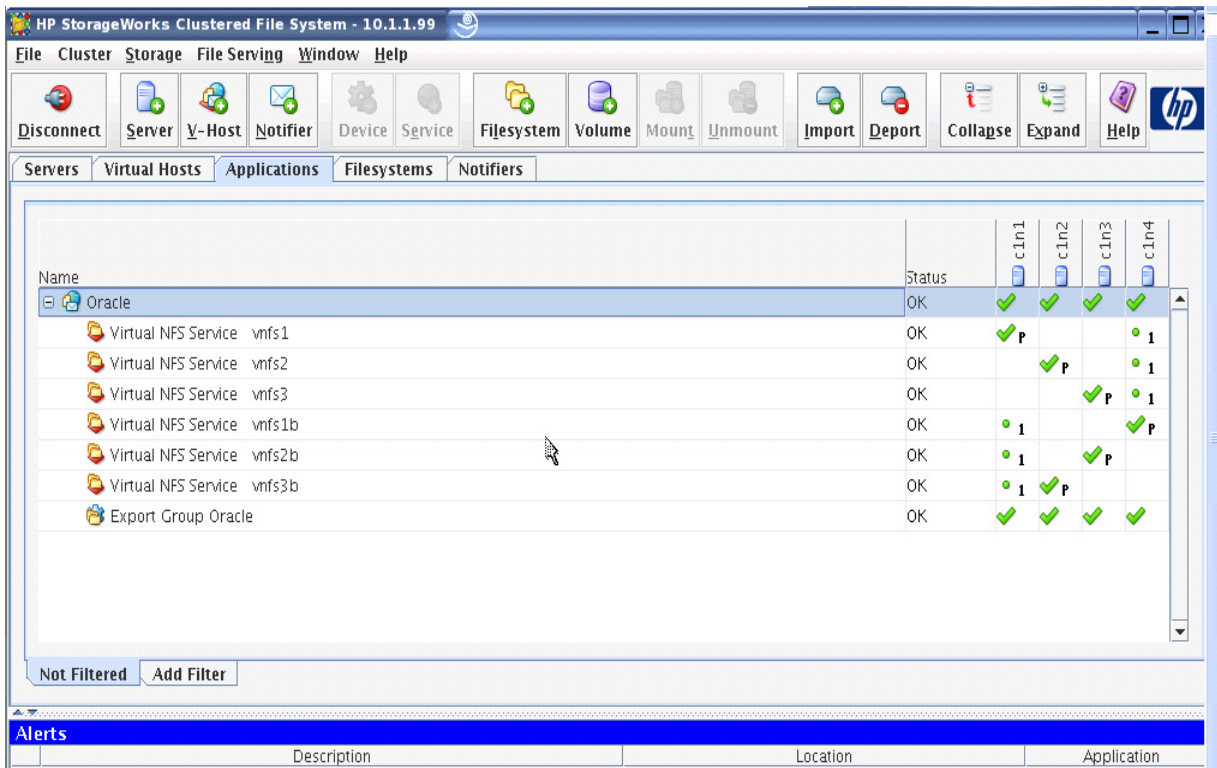 HP StorageWorks Clustered File System - 10.1.1.99
File Cluster Storage File Serving Window Help
Disconnect Server V-Host Notifier Device Service Filesystem Volume Mount Unmount Import Deport Collapse Expand Help hp
Servers Virtual Hosts Applications Filesystems Notifiers
Name Status c1n1 c1n2 c1n3 c1n4
Oracle OK
Virtual NFS Service vnfs1 OK P 1
Virtual NFS Service vnfs2 OK P 1
Virtual NFS Service vnfs3 OK P 1
Virtual NFS Service vnfs1b OK 1 P
Virtual NFS Service vnfs2b OK 1 P
Virtual NFS Service vnfs3b OK 1 P
Export Group Oracle OK
Not Filtered Add Filter
Alerts
Description Location Application